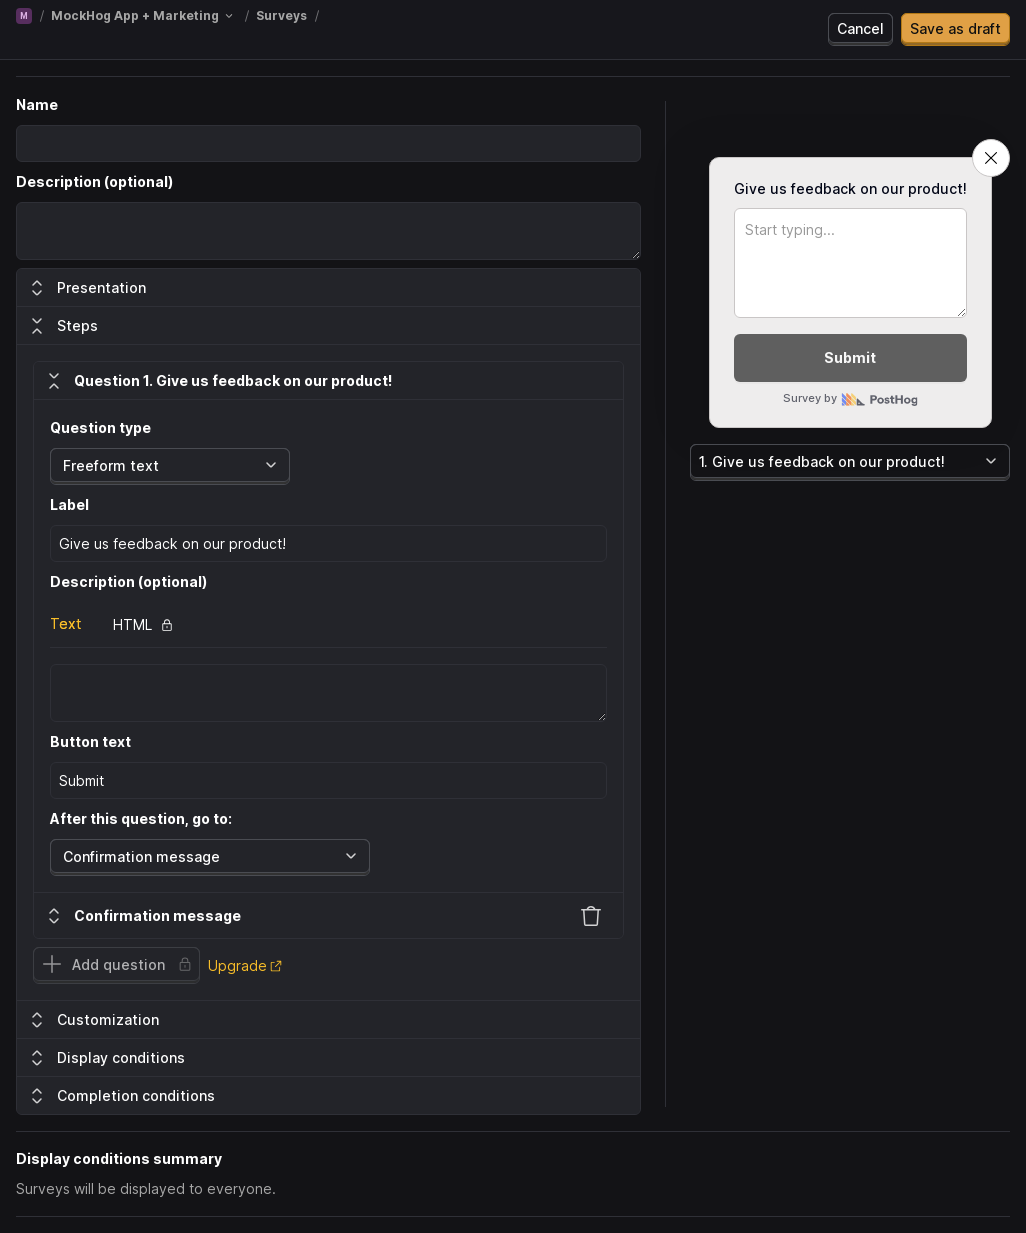 M / MockHog App + Marketing / Surveys /
Cancel
Save as draft
Name
Description (optional)
Presentation
Steps
Question 1. Give us feedback on our product!
Question type
Freeform text
Label
Give us feedback on our product!
Description (optional)
Text HTML
Button text
Submit
After this question, go to:
Confirmation message
Confirmation message
Add question
Upgrade
Customization
Display conditions
Completion conditions
Give us feedback on our product!
Start typing...
Submit
Survey by PostHog
1. Give us feedback on our product!
Display conditions summary
Surveys will be displayed to everyone.